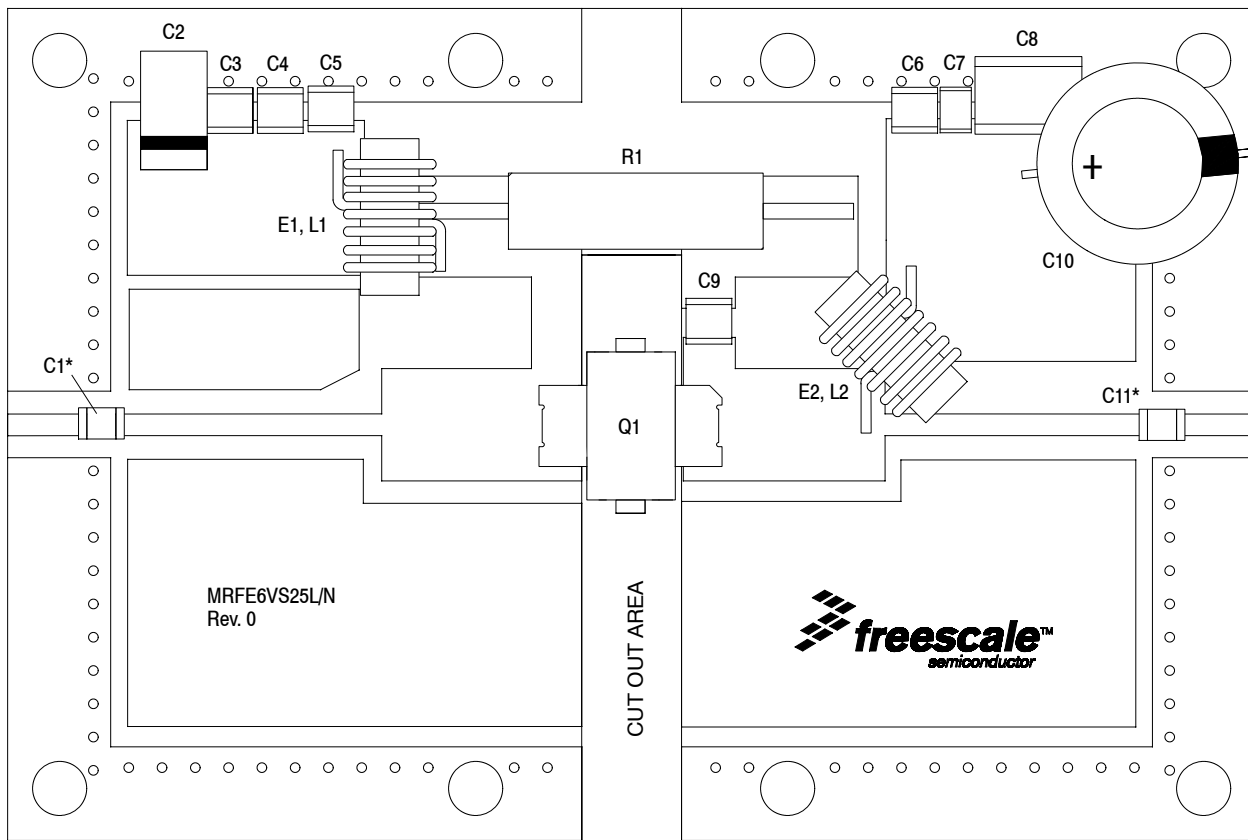 C2
C3
C4
C5
C6
C7
C8
R1
E1, L1
C10
C9
C1*
E2, L2
C11*
Q1
MRFE6VS25L/N
Rev. 0
CUT OUT AREA
freescale™
semiconductor
+